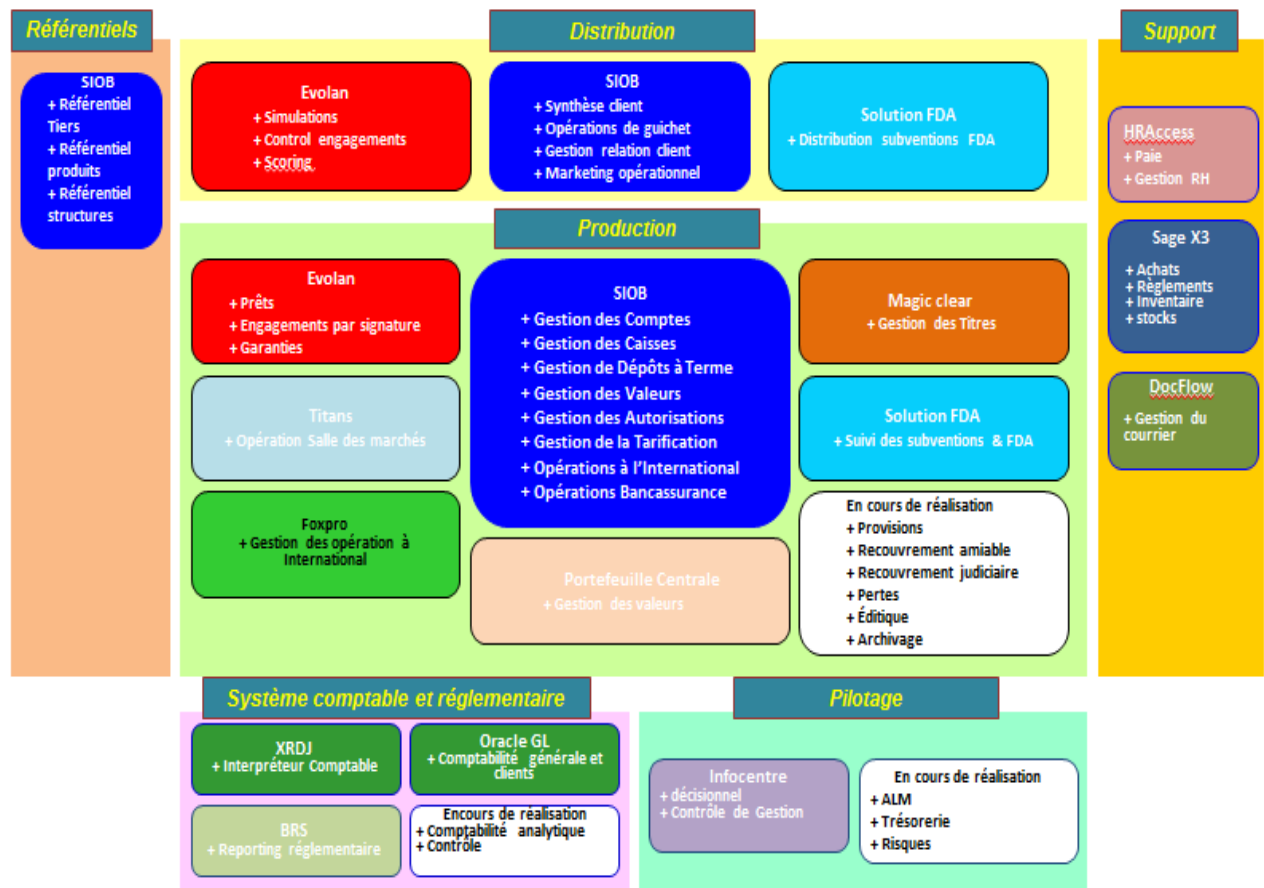 Référentiels
SIOB
+ Référentiel
Tiers
+ Référentiel
produits
+ Référentiel
structures
Distribution
Evolan
+ Simulations
+ Control engagements
+ Scoring
SIOB
+ Synthèse client
+ Opérations de guichet
+ Gestion relation client
+ Marketing opérationnel
Solution FDA
+ Distribution subventions FDA
Production
Evolan
+ Prêts
+ Engagements par signature
+ Garanties
Titans
+ Opération Salle des marchés
Foxpro
+ Gestion des opération à
International
SIOB
+ Gestion des Comptes
+ Gestion des Caisses
+ Gestion de Dépôts à Terme
+ Gestion des Valeurs
+ Gestion des Autorisations
+ Gestion de la Tarification
+ Opérations à l’International
+ Opérations Bancassurance
Portefeuille Centrale
+ Gestion des valeurs
Magic clear
+ Gestion des Titres
Solution FDA
+ Suivi des subventions & FDA
En cours de réalisation
+ Provisions
+ Recouvrement amiable
+ Recouvrement judiciaire
+ Pertes
+ Éditique
+ Archivage
Support
HRAccess
+ Paie
+ Gestion RH
Sage X3
+ Achats
+ Règlements
+ Inventaire
+ stocks
DocFlow
+ Gestion du
courrier
Système comptable et réglementaire
XRDJ
+ Interpréteur Comptable
Oracle GL
+ Comptabilité générale et
clients
BRS
+ Reporting réglementaire
Encours de réalisation
+ Comptabilité analytique
+ Contrôle
Pilotage
Infocentre
+ décisionnel
+ Contrôle de Gestion
En cours de réalisation
+ ALM
+ Trésorerie
+ Risques